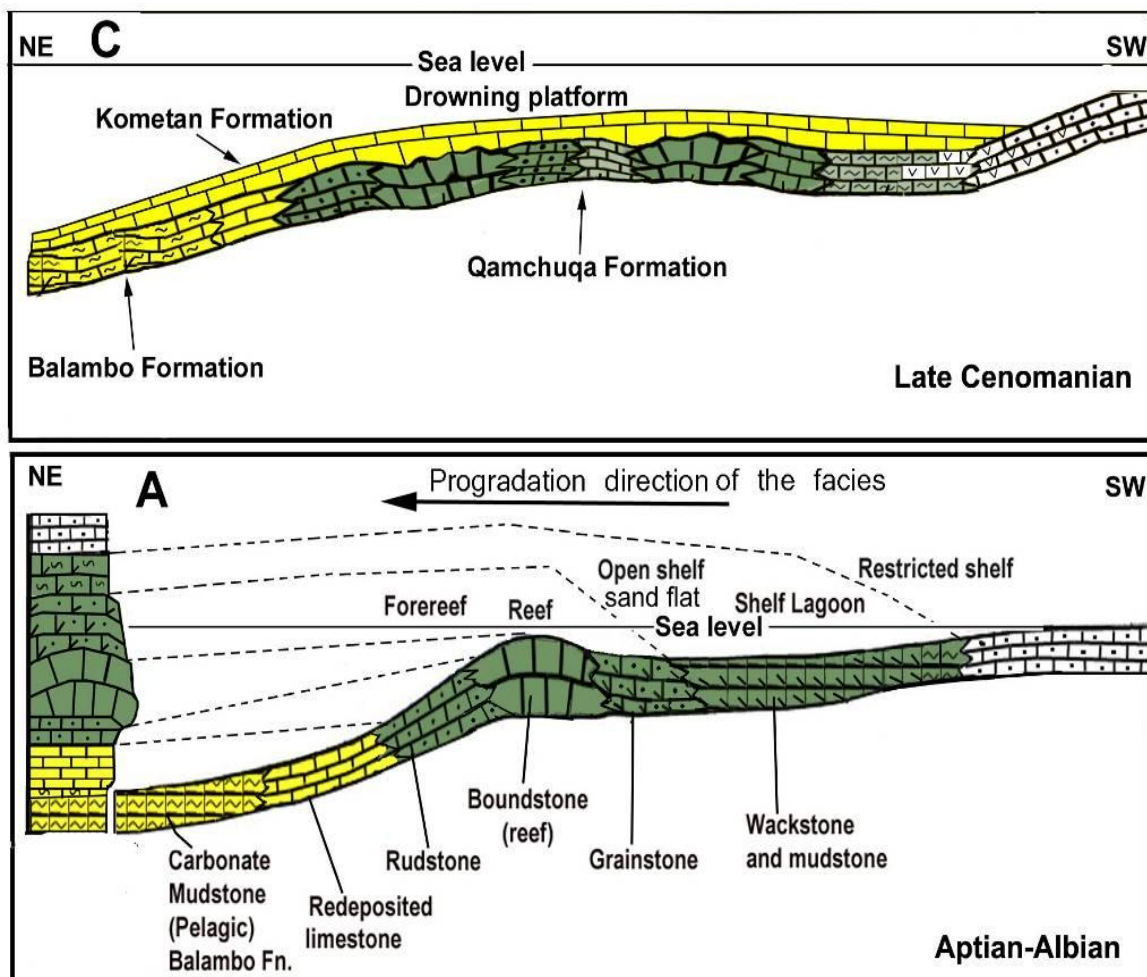 NE C SW
Sea level
Drowning platform
Kometan Formation
Qamchuqa Formation
Balambo Formation
Late Cenomanian
NE A SW
Progradation direction of the facies
Open shelf
sand flat
Restricted shelf
Forereef
Reef
Shelf Lagoon
Sea level
Boundstone
(reef)
Wackstone
and mudstone
Rudstone
Grainstone
Carbonate
Mudstone
(Pelagic)
Balambo Fn.
Redeposited
limestone
Aptian-Albian